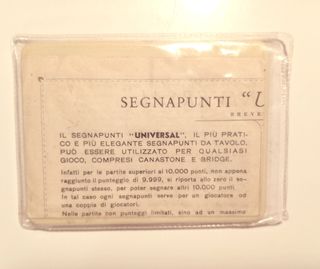 SEGNAPUNTI "U
BREVE
IL SEGNAPUNTI "UNIVERSAL", IL PIÙ PRATI-
CO E PIÙ ELEGANTE SEGNAPUNTI DA TAVOLO,
PUÒ ESSERE UTILIZZATO PER QUALSIASI
GIOCO, COMPRESI CANASTONE E BRIDGE.
Infatti per le partite superiori ai 10.000 punti, non appena
raggiunto il punteggio di 9.999, si riporta allo zero il se-
gnapunti stesso, per poter segnare altri 10.000 punti.
In tal caso ogni segnapunti serve per un giocatore od
una coppia di giocatori.
Nelle partite con punteggi limitati, sino ad un massimo